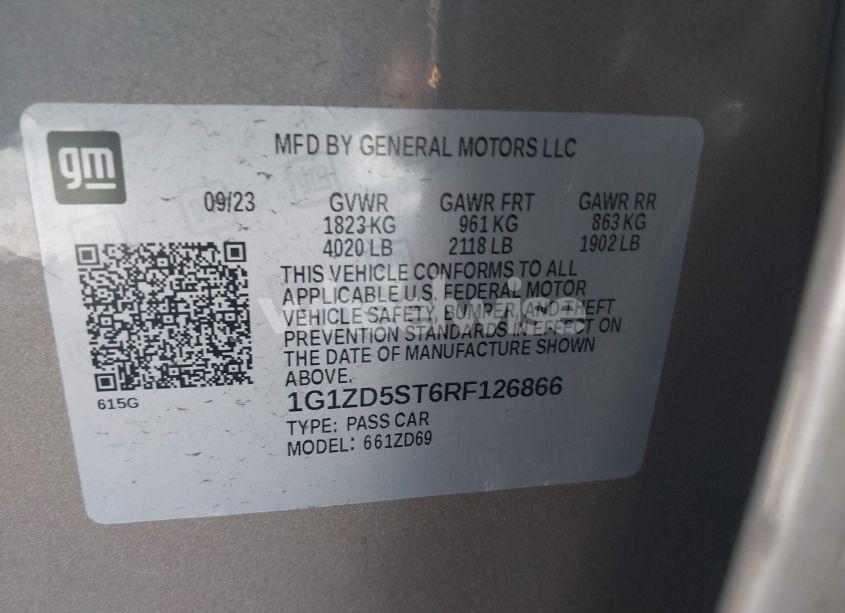 gm
MFD BY GENERAL MOTORS LLC
09/23 GVWR GAWR FRT GAWR RR
1823 KG 961 KG 863 KG
4020 LB 2118 LB 1902 LB
THIS VEHICLE CONFORMS TO ALL
APPLICABLE U.S. FEDERAL MOTOR
VEHICLE SAFETY, BUMPER, AND THEFT
PREVENTION STANDARDS IN EFFECT ON
THE DATE OF MANUFACTURE SHOWN
ABOVE.
615G
1G1ZD5ST6RF126866
TYPE: PASS CAR
MODEL: 661ZD69